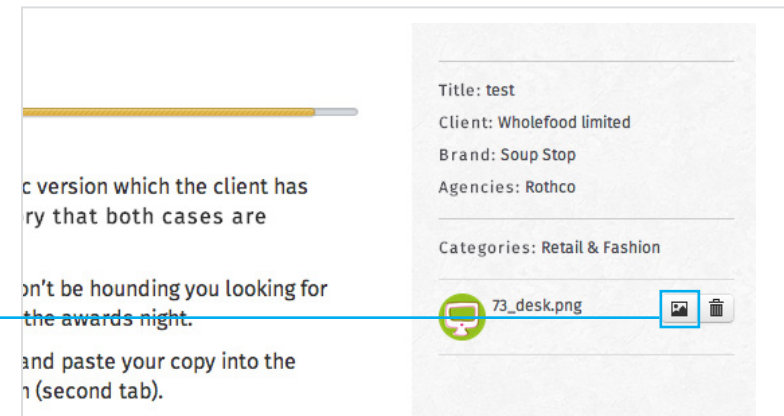 c version which the client has
ry that both cases are
on't be hounding you looking for
the awards night.
and paste your copy into the
(second tab).
Title: test
Client: Wholefood limited
Brand: Soup Stop
Agencies: Rothco
Categories: Retail & Fashion
73_desk.png